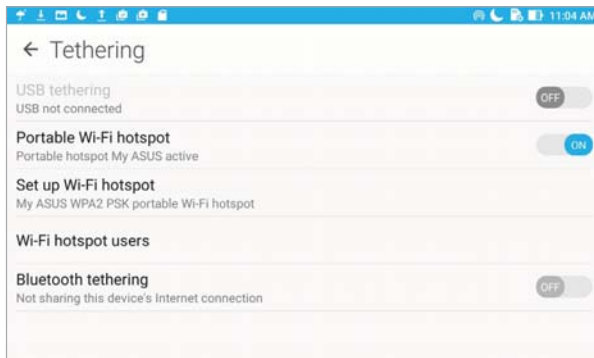 11:04 AM
Tethering
USB tethering
OFF
USB not connected
Portable Wi-Fi hotspot
ON
Portable hotspot My ASUS active
Set up Wi-Fi hotspot
My ASUS WPA2 PSK portable Wi-Fi hotspot
Wi-Fi hotspot users
Bluetooth tethering
OFF
Not sharing this device's Internet connection